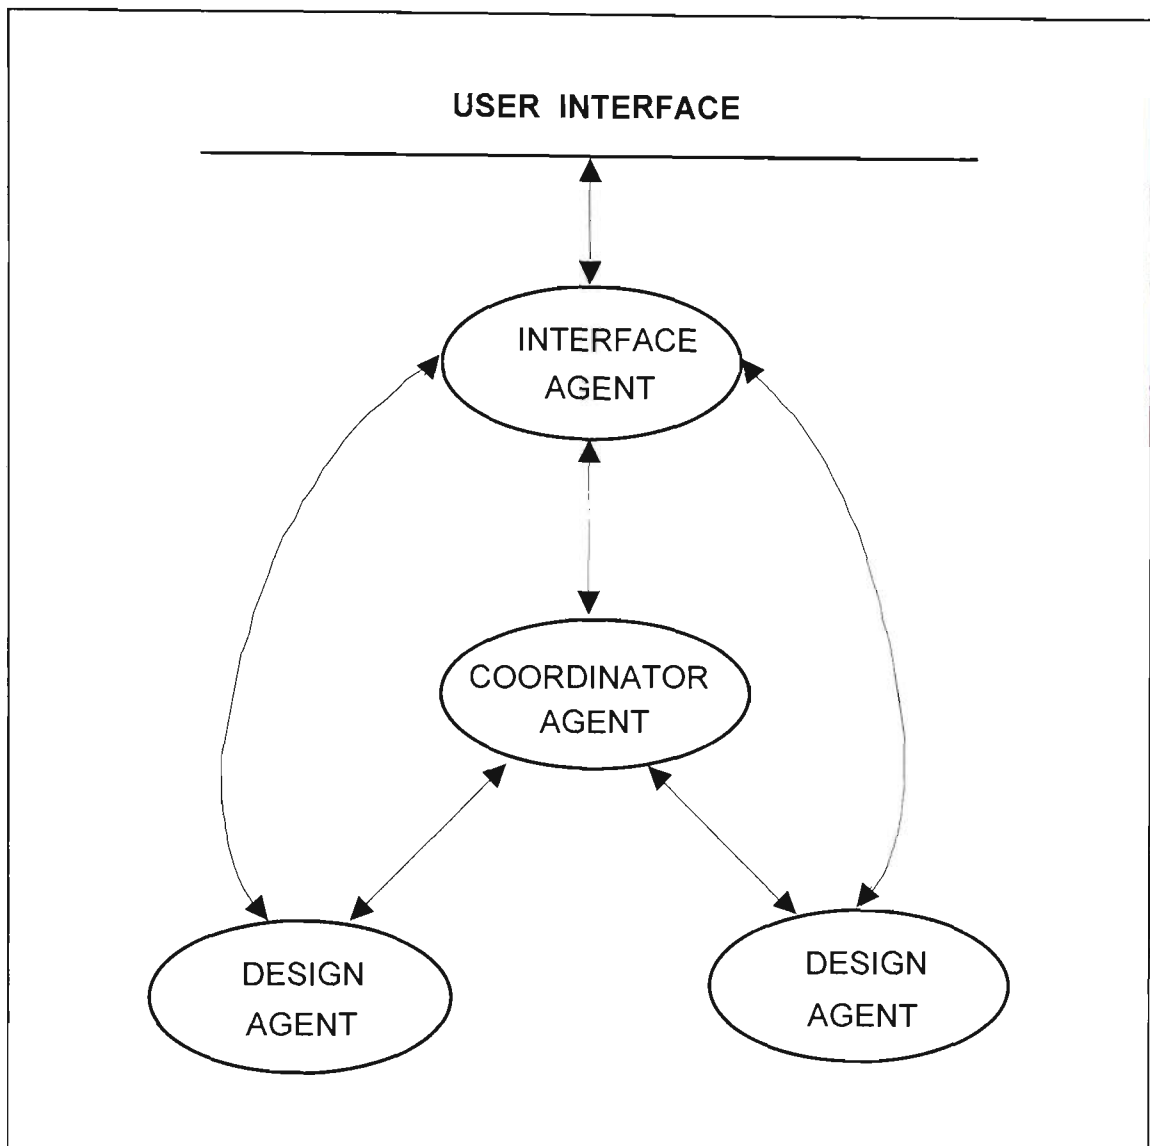 USER INTERFACE
INTERFACE
AGENT
COORDINATOR
AGENT
DESIGN
AGENT
DESIGN
AGENT